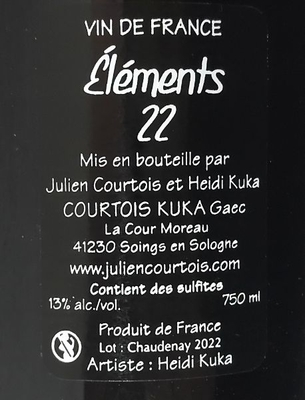 VIN DE FRANCE
Éléments
22
Mis en bouteille par
Julien Courtois et Heidi Kuka
COURTOIS KUKA Gaec
La Cour Moreau
41230 Soings en Sologne
www.juliencourtois.com
Contient des sulfites
13% alc./vol. 750 ml
Produit de France
Lot : Chaudenay 2022
Artiste : Heidi Kuka